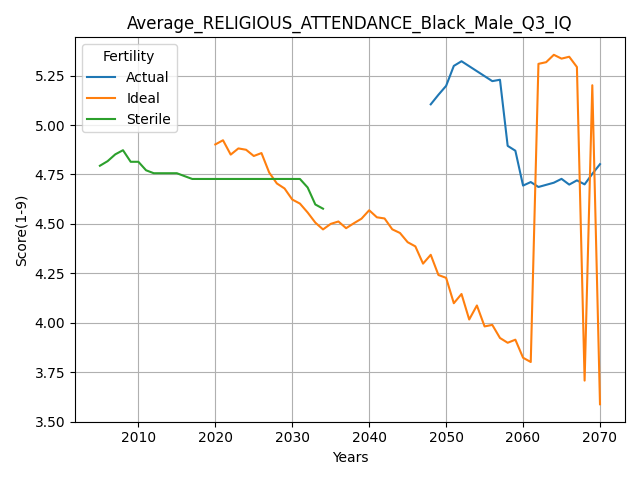 Average_RELIGIOUS_ATTENDANCE_Black_Male_Q3_IQ
Fertility
Actual
Ideal
Sterile
Score(1-9)
5.25
5.00
4.75
4.50
4.25
4.00
3.75
3.50
2010 2020 2030 2040 2050 2060 2070
Years